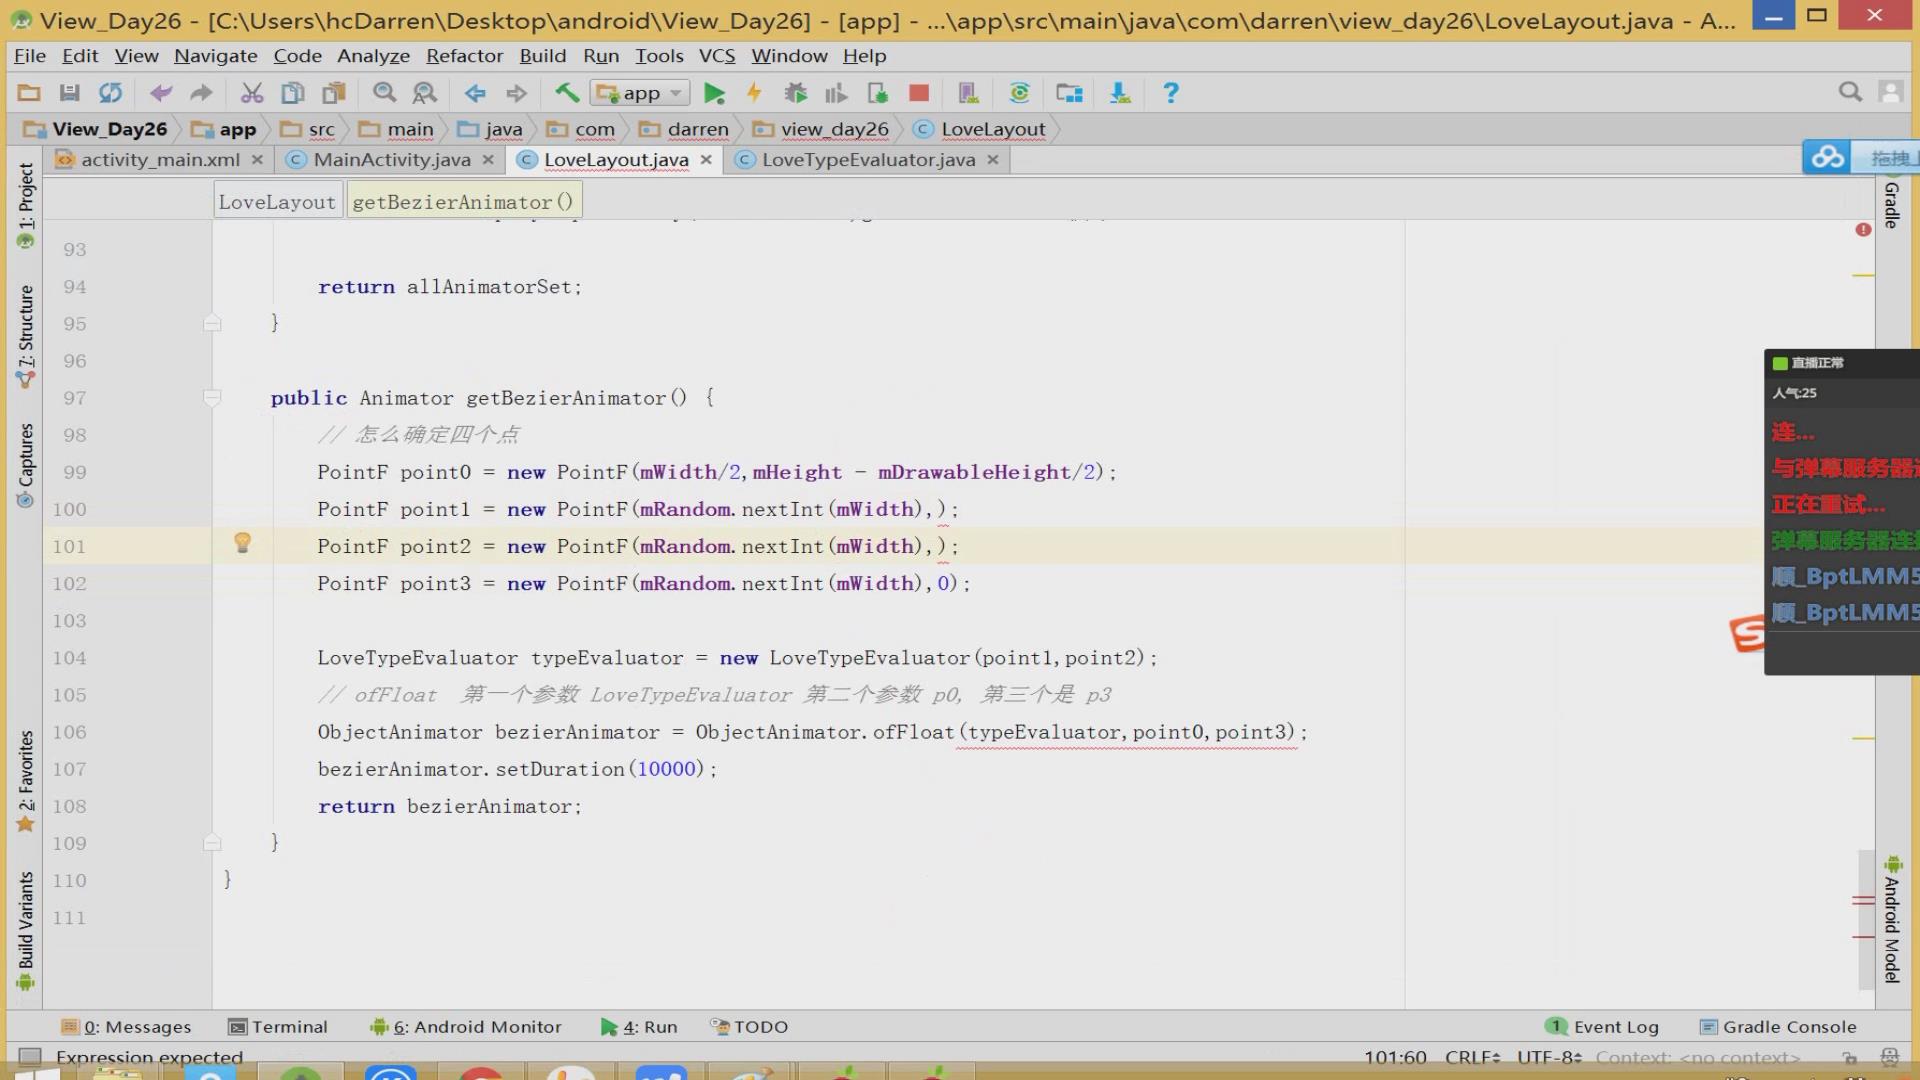 View_Day26 - [C:\Users\hcDarren\Desktop\android\View_Day26] - [app] - ...\app\src\main\java\com\darren\view_day26\LoveLayout.java - A...
File Edit View Navigate Code Analyze Refactor Build Run Tools VCS Window Help
app
View_Day26 app src main java com darren view_day26 LoveLayout
activity_main.xml MainActivity.java LoveLayout.java LoveTypeEvaluator.java
拖拽上
LoveLayout getBezierAnimator()
93
94 return allAnimatorSet;
95 }
96
97 public Animator getBezierAnimator() {
98 // 怎么确定四个点
99 PointF point0 = new PointF(mWidth/2,mHeight - mDrawableHeight/2);
100 PointF point1 = new PointF(mRandom.nextInt(mWidth),);
101 PointF point2 = new PointF(mRandom.nextInt(mWidth),);
102 PointF point3 = new PointF(mRandom.nextInt(mWidth),0);
103
104 LoveTypeEvaluator typeEvaluator = new LoveTypeEvaluator(point1,point2);
105 // ofFloat 第一个参数 LoveTypeEvaluator 第二个参数 p0, 第三个是 p3
106 ObjectAnimator bezierAnimator = ObjectAnimator.ofFloat(typeEvaluator,point0,point3);
107 bezierAnimator.setDuration(10000);
108 return bezierAnimator;
109 }
110 }
111
1: Project
7: Structure
Captures
2: Favorites
Build Variants
Gradle
Android Model
直播正常
人气:25
连...
与弹幕服务器
正在重试...
弹幕服务器连
顺_BptLMM5
顺_BptLMM5
0: Messages Terminal 6: Android Monitor 4: Run TODO 1 Event Log Gradle Console
Expression expected 101:60 CRLF UTF-8 Context: <no context>